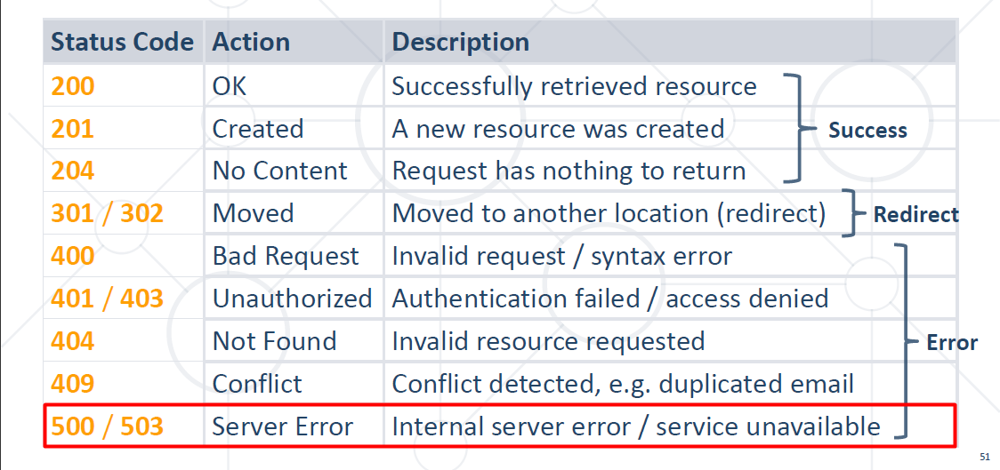 Status Code Action Description
200 OK Successfully retrieved resource
201 Created A new resource was created
Success
204 No Content Request has nothing to return
301 / 302 Moved Moved to another location (redirect) Redirect
400 Bad Request Invalid request / syntax error
401 / 403 Unauthorized Authentication failed / access denied
404 Not Found Invalid resource requested Error
409 Conflict Conflict detected, e.g. duplicated email
500 / 503 Server Error Internal server error / service unavailable
51